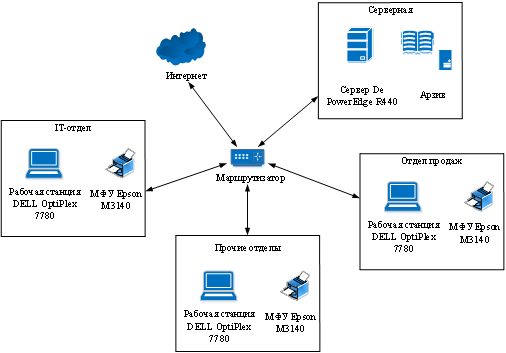 Серверная
Сервер De
PowerEdge R440
Архив
Интернет
Маршрутизатор
IT-отдел
Рабочая станция
DELL OptiPlex
7780
МФУ Epson
M3140
Отдел продаж
Рабочая станция
DELL OptiPlex
7780
МФУ Epson
M3140
Прочие отделы
Рабочая станция
DELL OptiPlex
7780
МФУ Epson
M3140